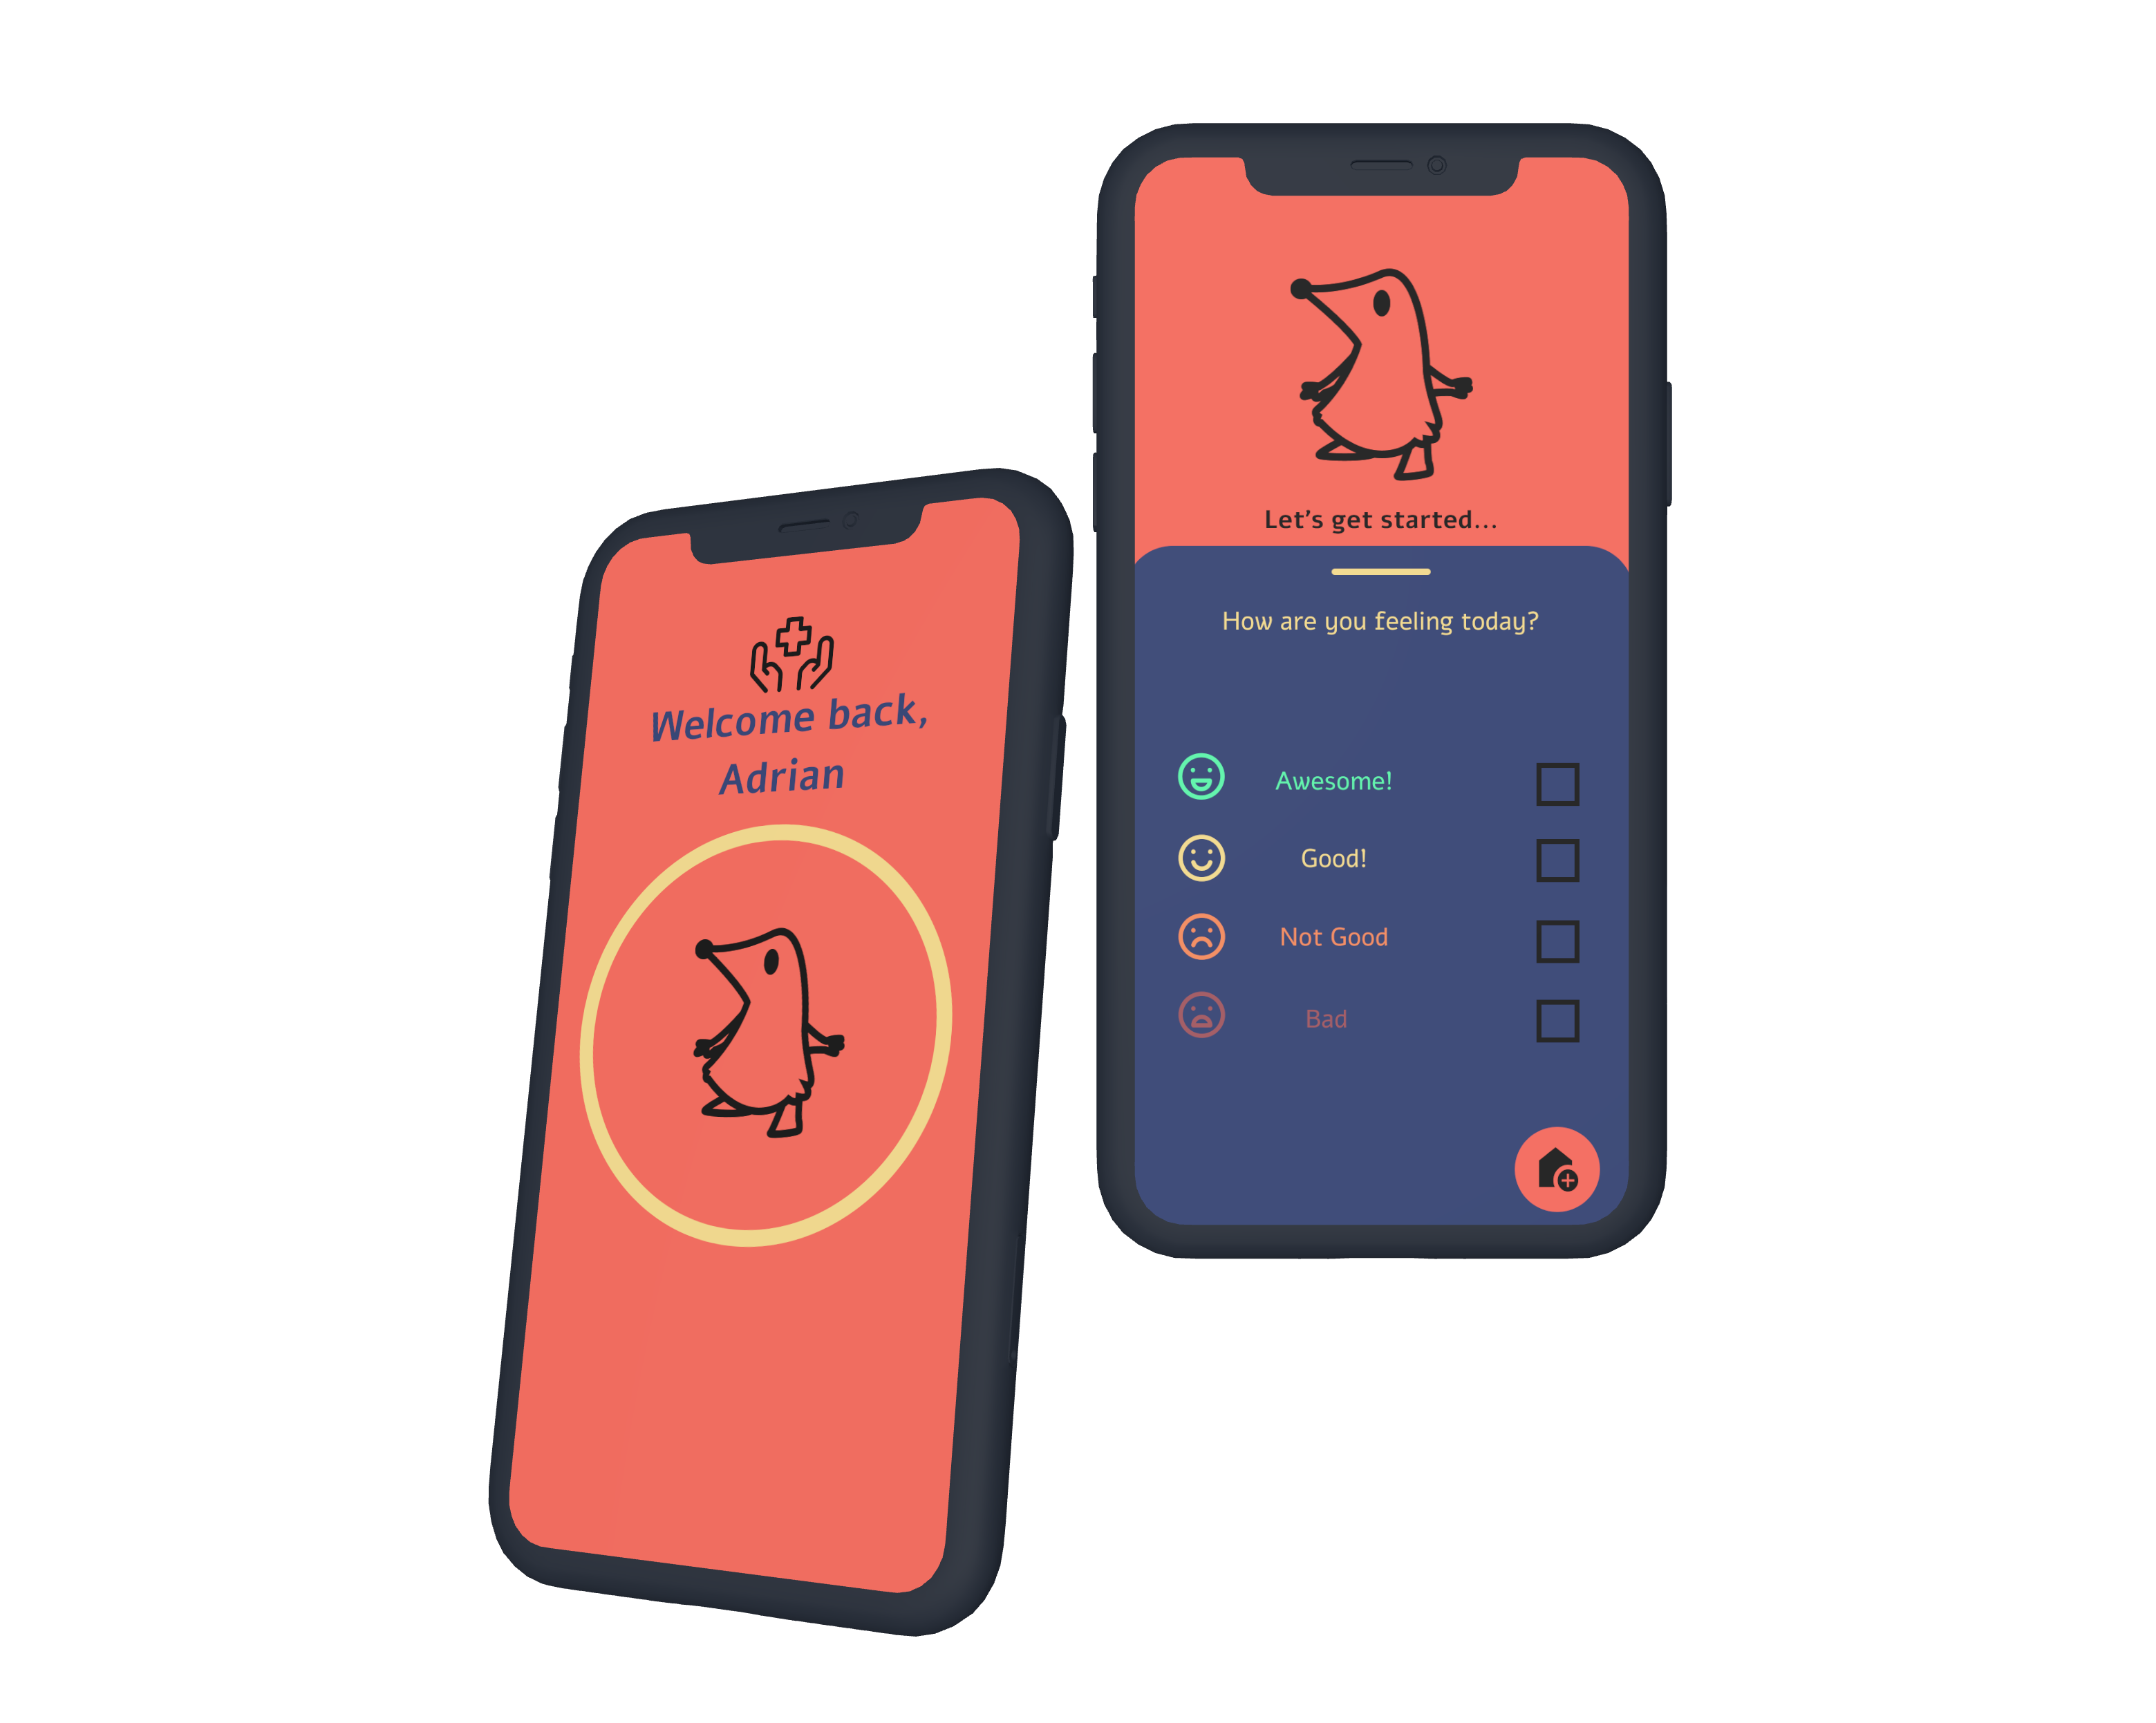 Welcome back,
Adrian
Let’s get started...
How are you feeling today?
Awesome!
Good!
Not Good
Bad